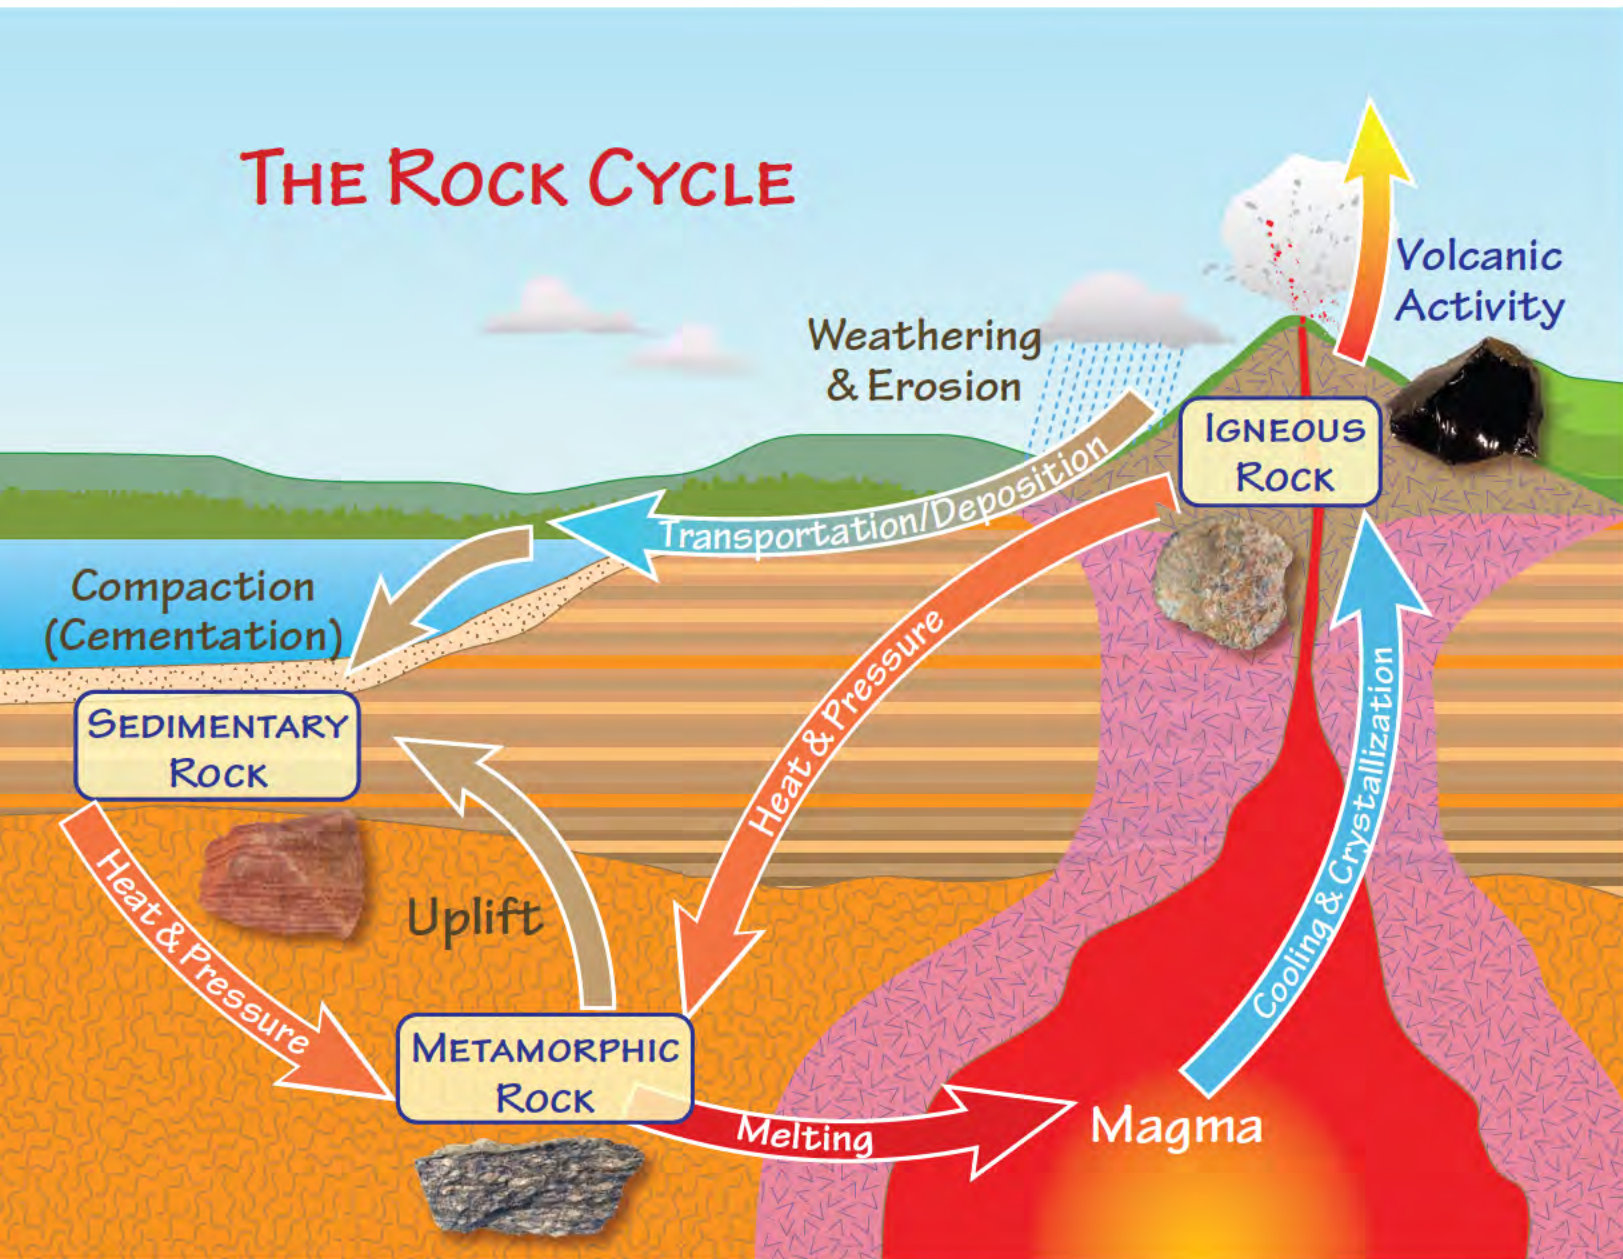 THE ROCK CYCLE
Volcanic
Activity
Weathering
& Erosion
IGNEOUS
ROCK
Transportation/Deposition
Compaction
(Cementation)
Heat & Pressure
Cooling & Crystallization
SEDIMENTARY
ROCK
Heat & Pressure
Uplift
METAMORPHIC
ROCK
Melting
Magma